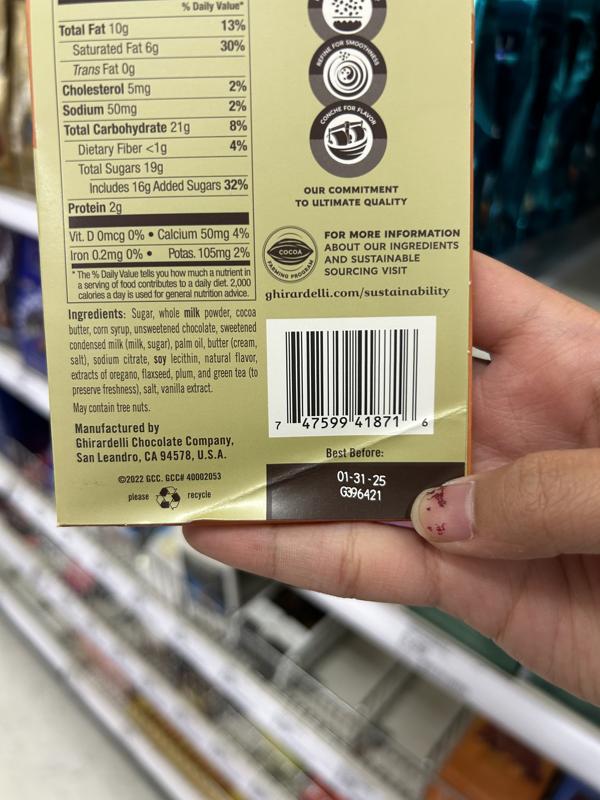 % Daily Value*
Total Fat 10g 13%
Saturated Fat 6g 30%
Trans Fat 0g
Cholesterol 5mg 2%
Sodium 50mg 2%
Total Carbohydrate 21g 8%
Dietary Fiber <1g 4%
Total Sugars 19g
Includes 16g Added Sugars 32%
Protein 2g
Vit. D 0mcg 0% • Calcium 50mg 4%
Iron 0.2mg 0% • Potas. 105mg 2%
* The % Daily Value tells you how much a nutrient in
a serving of food contributes to a daily diet. 2,000
calories a day is used for general nutrition advice.
Ingredients: Sugar, whole milk powder, cocoa
butter, corn syrup, unsweetened chocolate, sweetened
condensed milk (milk, sugar), palm oil, butter (cream,
salt), sodium citrate, soy lecithin, natural flavor,
extracts of oregano, flaxseed, plum, and green tea (to
preserve freshness), salt, vanilla extract.
May contain tree nuts.
Manufactured by
Ghirardelli Chocolate Company,
San Leandro, CA 94578, U.S.A.
©2022 GCC. GCC# 40002053
please recycle
REFINE FOR SMOOTHNESS
CONCHE FOR FLAVOR
OUR COMMITMENT
TO ULTIMATE QUALITY
COCOA
FARMING PROGRAM
FOR MORE INFORMATION
ABOUT OUR INGREDIENTS
AND SUSTAINABLE
SOURCING VISIT
ghirardelli.com/sustainability
7 47599 41871 6
Best Before:
01-31-25
G396421